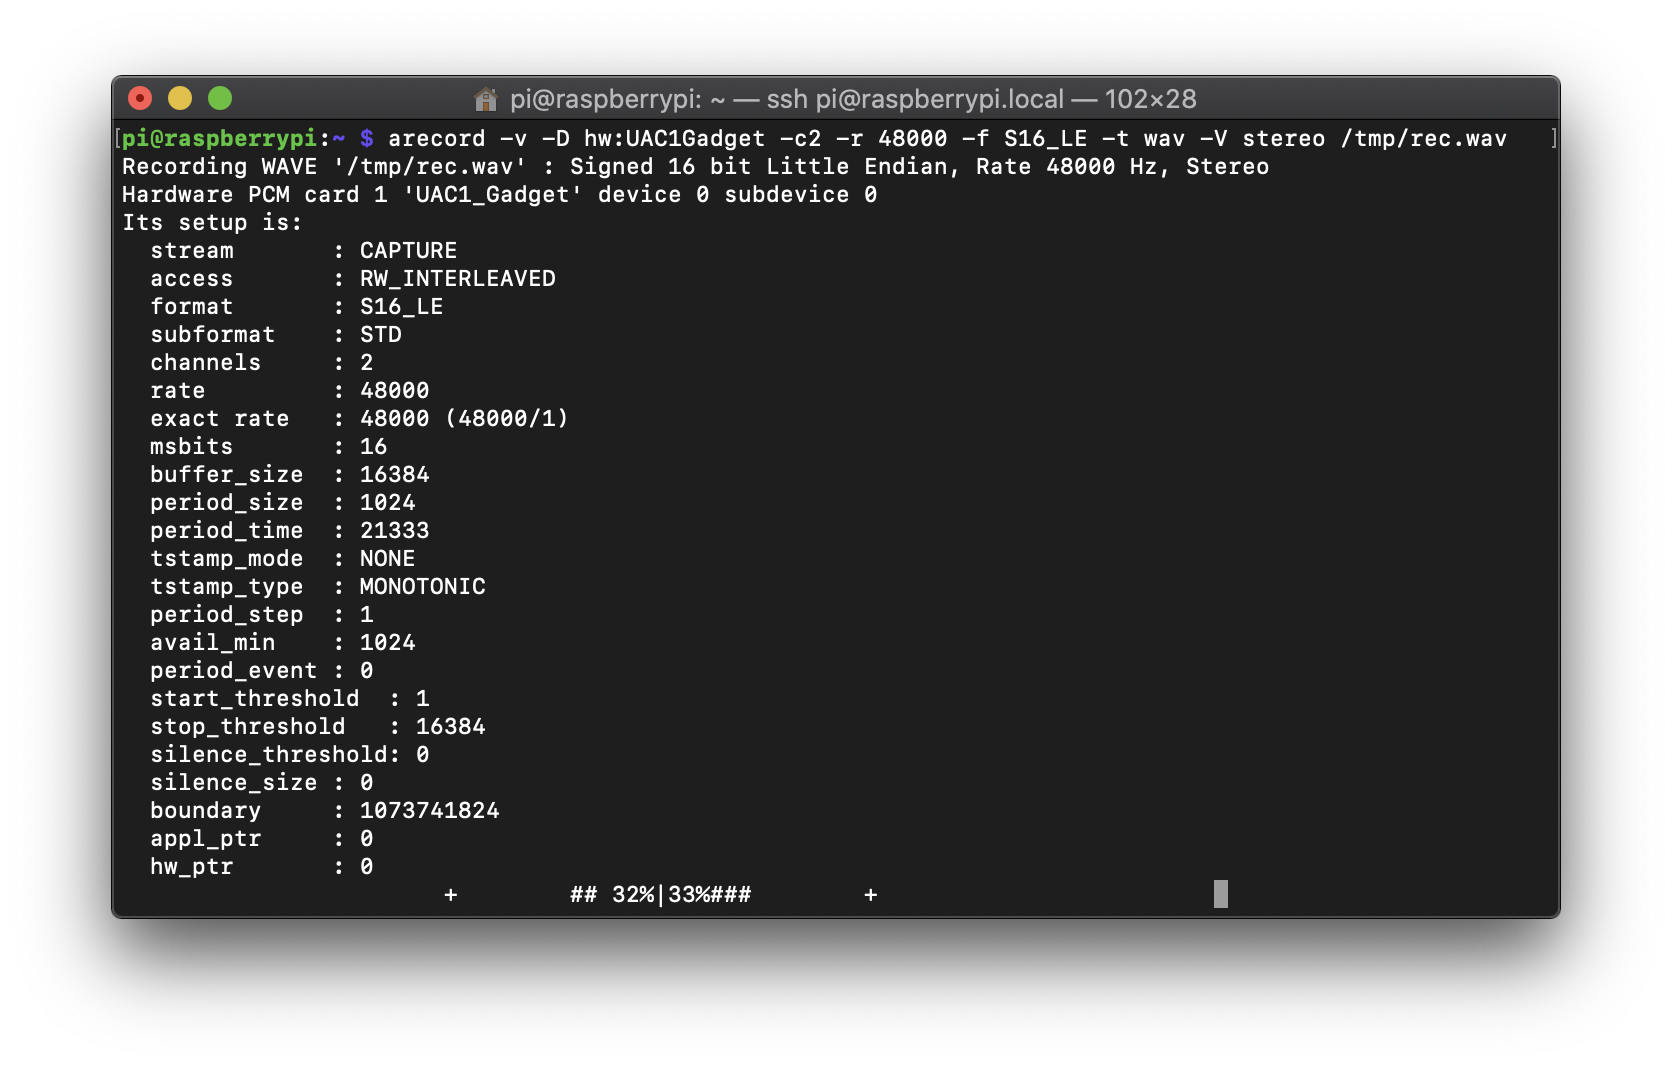 pi@raspberrypi: ~ — ssh pi@raspberrypi.local — 102×28
[pi@raspberrypi:~ $ arecord -v -D hw:UAC1Gadget -c2 -r 48000 -f S16_LE -t wav -V stereo /tmp/rec.wav   ]
Recording WAVE '/tmp/rec.wav' : Signed 16 bit Little Endian, Rate 48000 Hz, Stereo
Hardware PCM card 1 'UAC1_Gadget' device 0 subdevice 0
Its setup is:
  stream       : CAPTURE
  access       : RW_INTERLEAVED
  format       : S16_LE
  subformat    : STD
  channels     : 2
  rate         : 48000
  exact rate   : 48000 (48000/1)
  msbits       : 16
  buffer_size  : 16384
  period_size  : 1024
  period_time  : 21333
  tstamp_mode  : NONE
  tstamp_type  : MONOTONIC
  period_step  : 1
  avail_min    : 1024
  period_event : 0
  start_threshold  : 1
  stop_threshold   : 16384
  silence_threshold: 0
  silence_size : 0
  boundary     : 1073741824
  appl_ptr     : 0
  hw_ptr       : 0
                       +        ## 32%|33%###        +